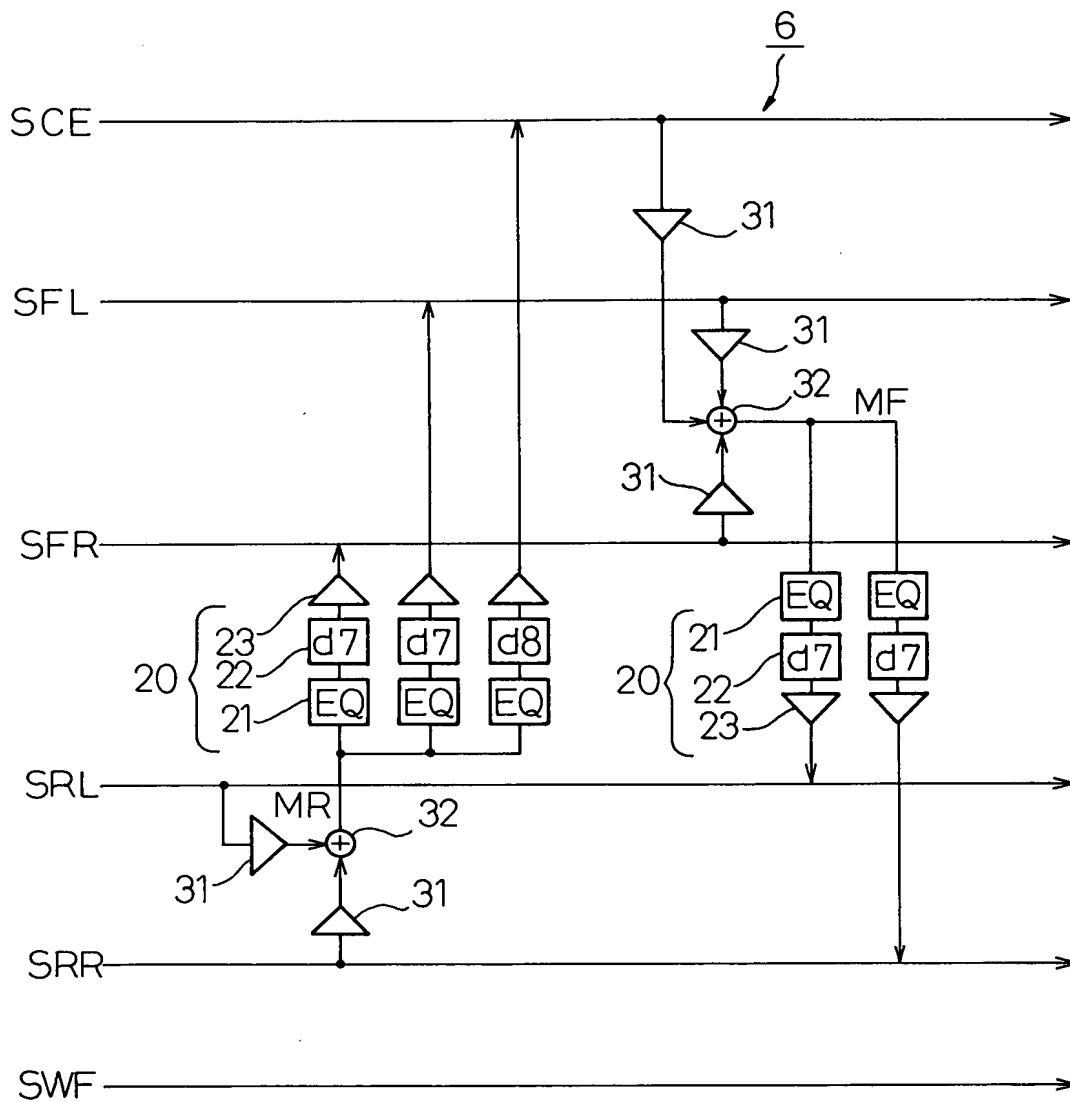 6
SCE
31
SFL
31
32
MF
31
SFR
EQ EQ
20 23 d7 d7 d8 20 21
22 22 d7 d7
21 EQ EQ EQ 23
SRL
MR 32
31 31
SRR
SWF